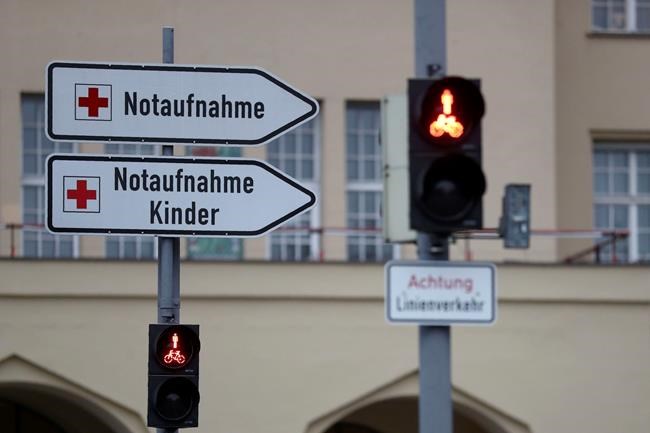 Notaufnahme
Notaufnahme
Kinder
Achtung
Linienverkehr